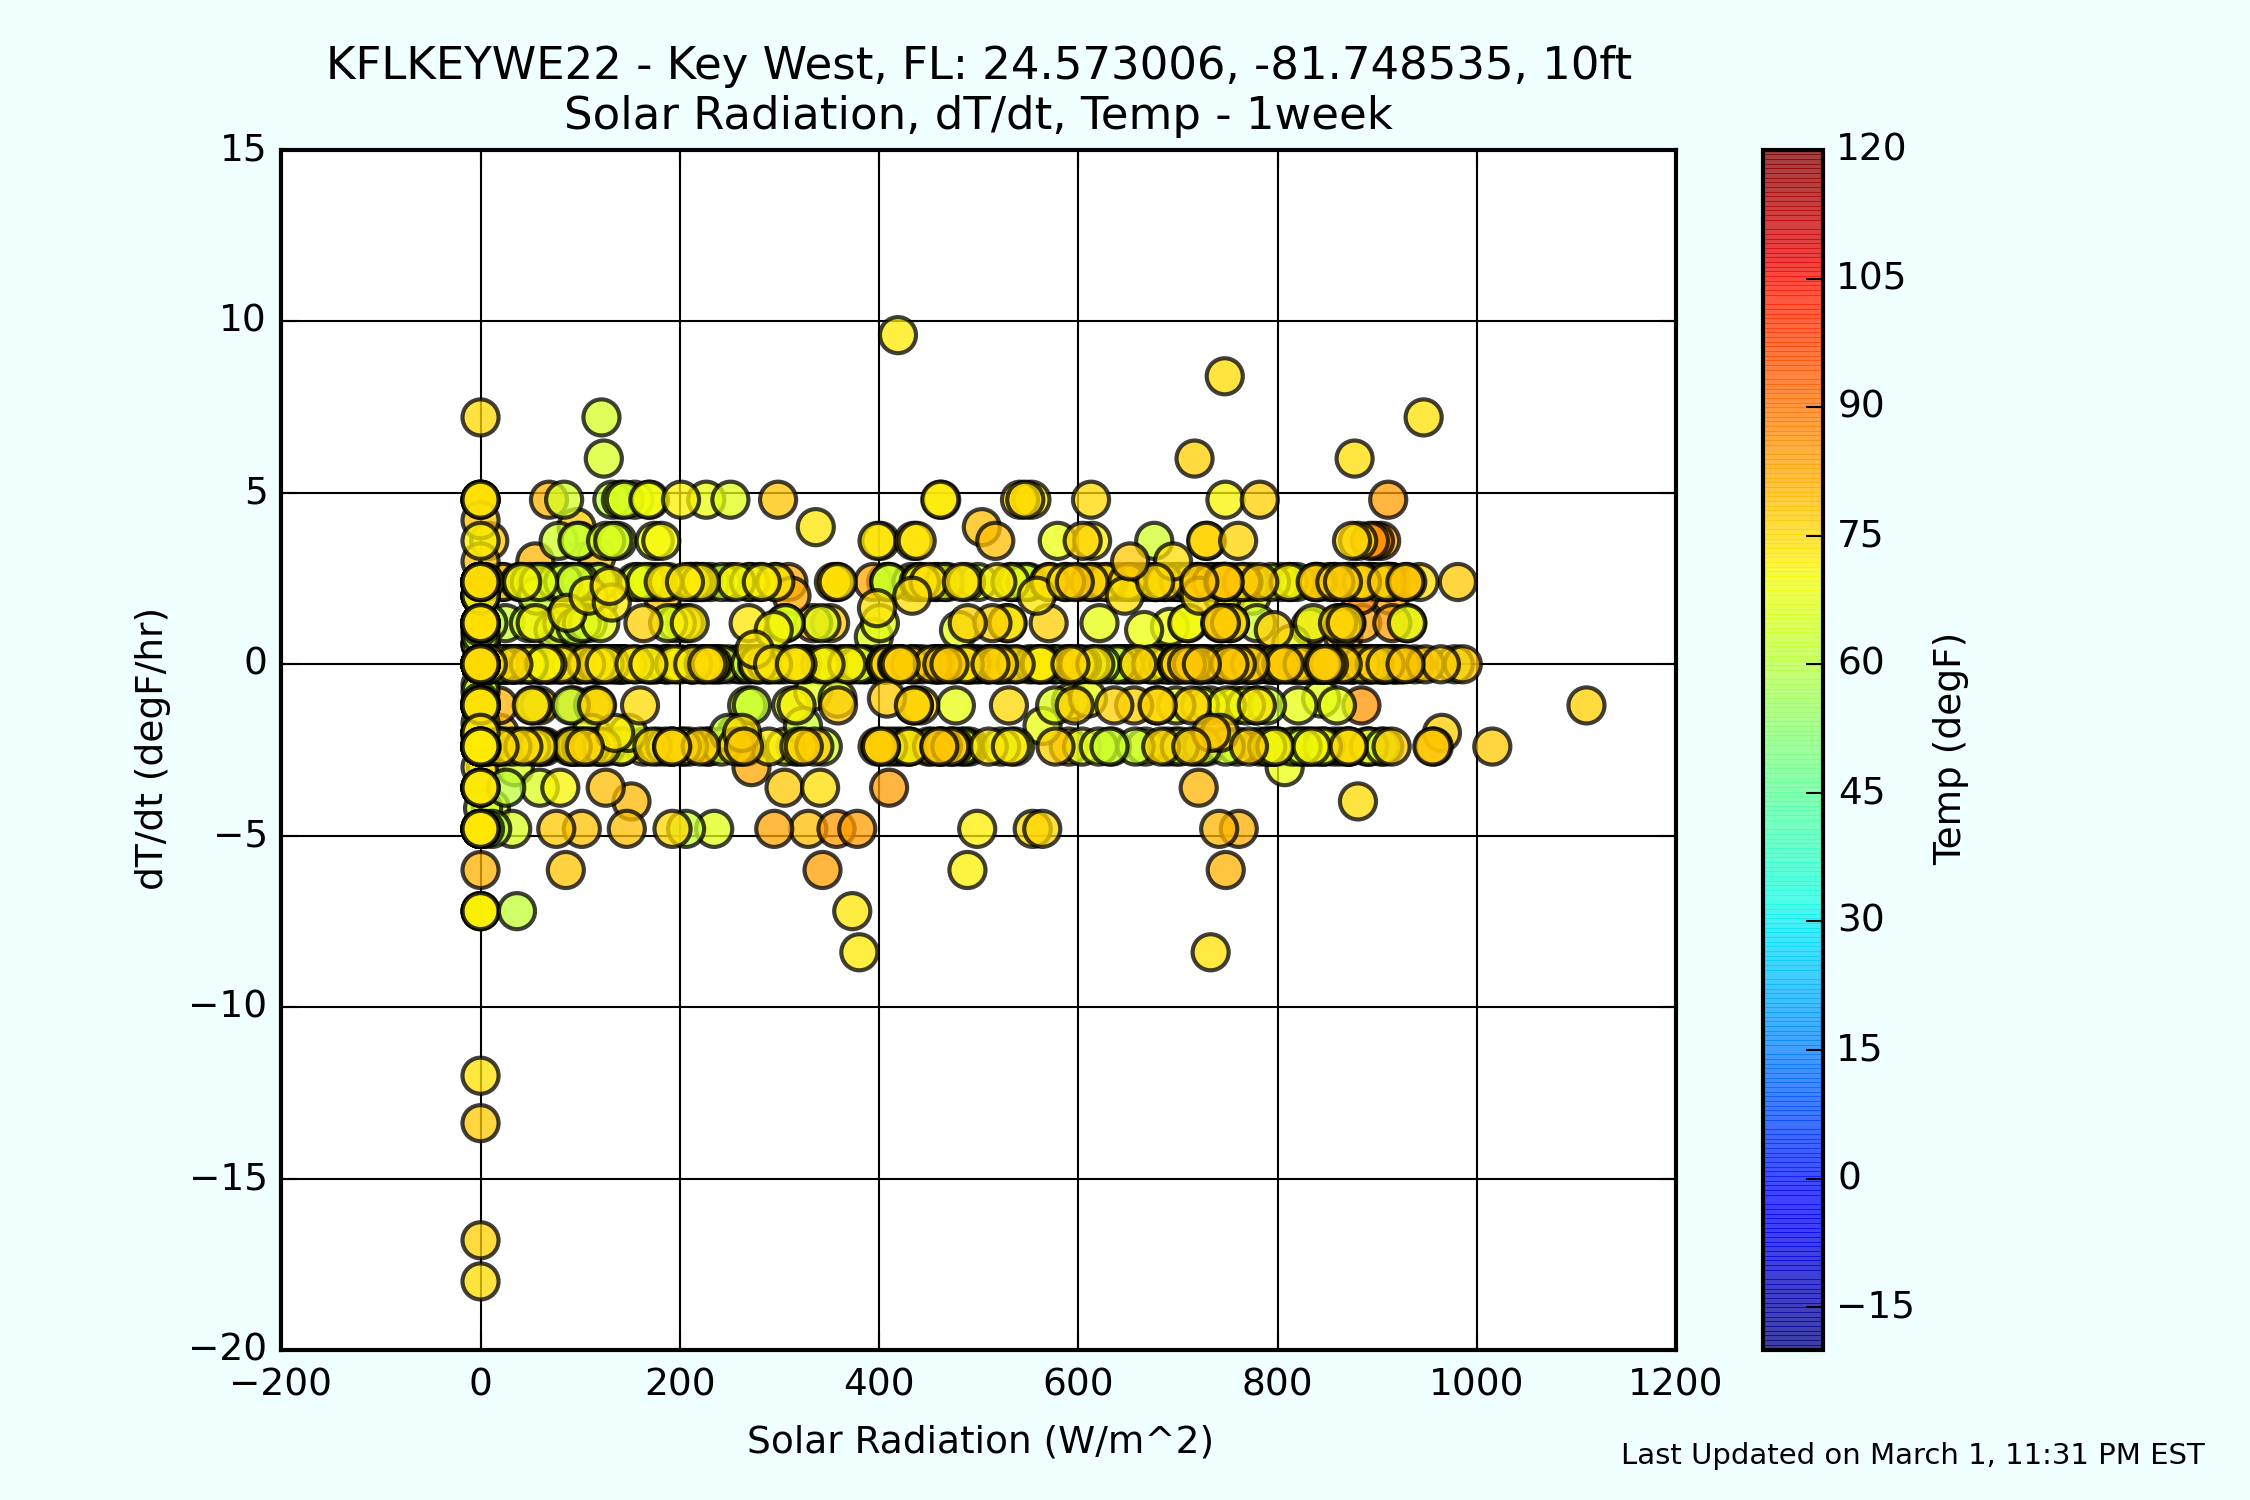 KFLKEYWE22 - Key West, FL: 24.573006, -81.748535, 10ft
Solar Radiation, dT/dt, Temp - 1week
15
10
5
0
−5
−10
−15
−20
dT/dt (degF/hr)
−200 0 200 400 600 800 1000 1200
Solar Radiation (W/m^2)
120
105
90
75
60
45
30
15
0
−15
Temp (degF)
Last Updated on March 1, 11:31 PM EST